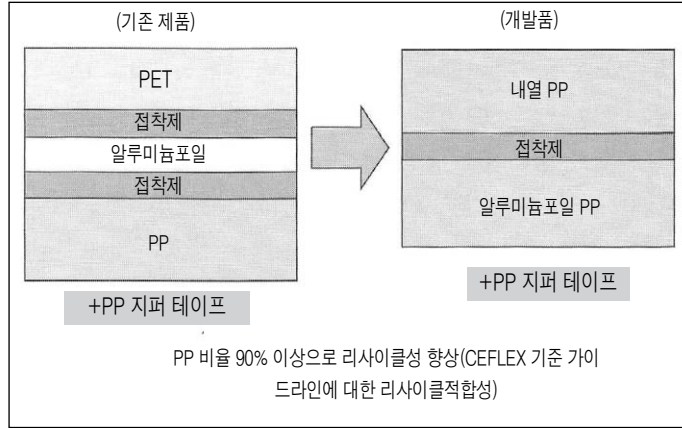 (기존 제품)
PET
접착제
알루미늄포일
접착제
PP
+PP 지퍼 테이프
(개발품)
내열 PP
접착제
알루미늄포일 PP
+PP 지퍼 테이프
PP 비율 90% 이상으로 리사이클성 향상(CEFLEX 기준 가이
드라인에 대한 리사이클적합성)